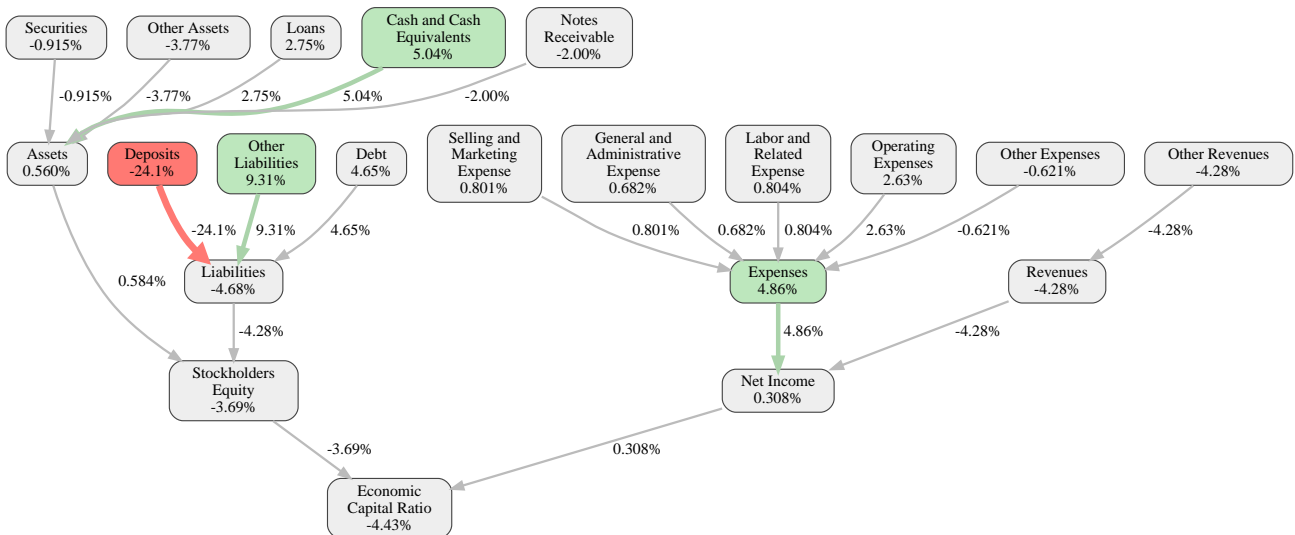 Securities
-0.915%
Other Assets
-3.77%
Loans
2.75%
Cash and Cash
Equivalents
5.04%
Notes
Receivable
-2.00%
-0.915%
-3.77%
2.75%
5.04%
-2.00%
Assets
0.560%
Deposits
-24.1%
Other
Liabilities
9.31%
Debt
4.65%
Selling and
Marketing
Expense
0.801%
General and
Administrative
Expense
0.682%
Labor and
Related
Expense
0.804%
Operating
Expenses
2.63%
Other Expenses
-0.621%
Other Revenues
-4.28%
0.584%
-24.1%
9.31%
4.65%
0.801%
0.682%
0.804%
2.63%
-0.621%
-4.28%
Liabilities
-4.68%
Expenses
4.86%
Revenues
-4.28%
-4.28%
4.86%
-4.28%
Stockholders
Equity
-3.69%
Net Income
0.308%
-3.69%
0.308%
Economic
Capital Ratio
-4.43%